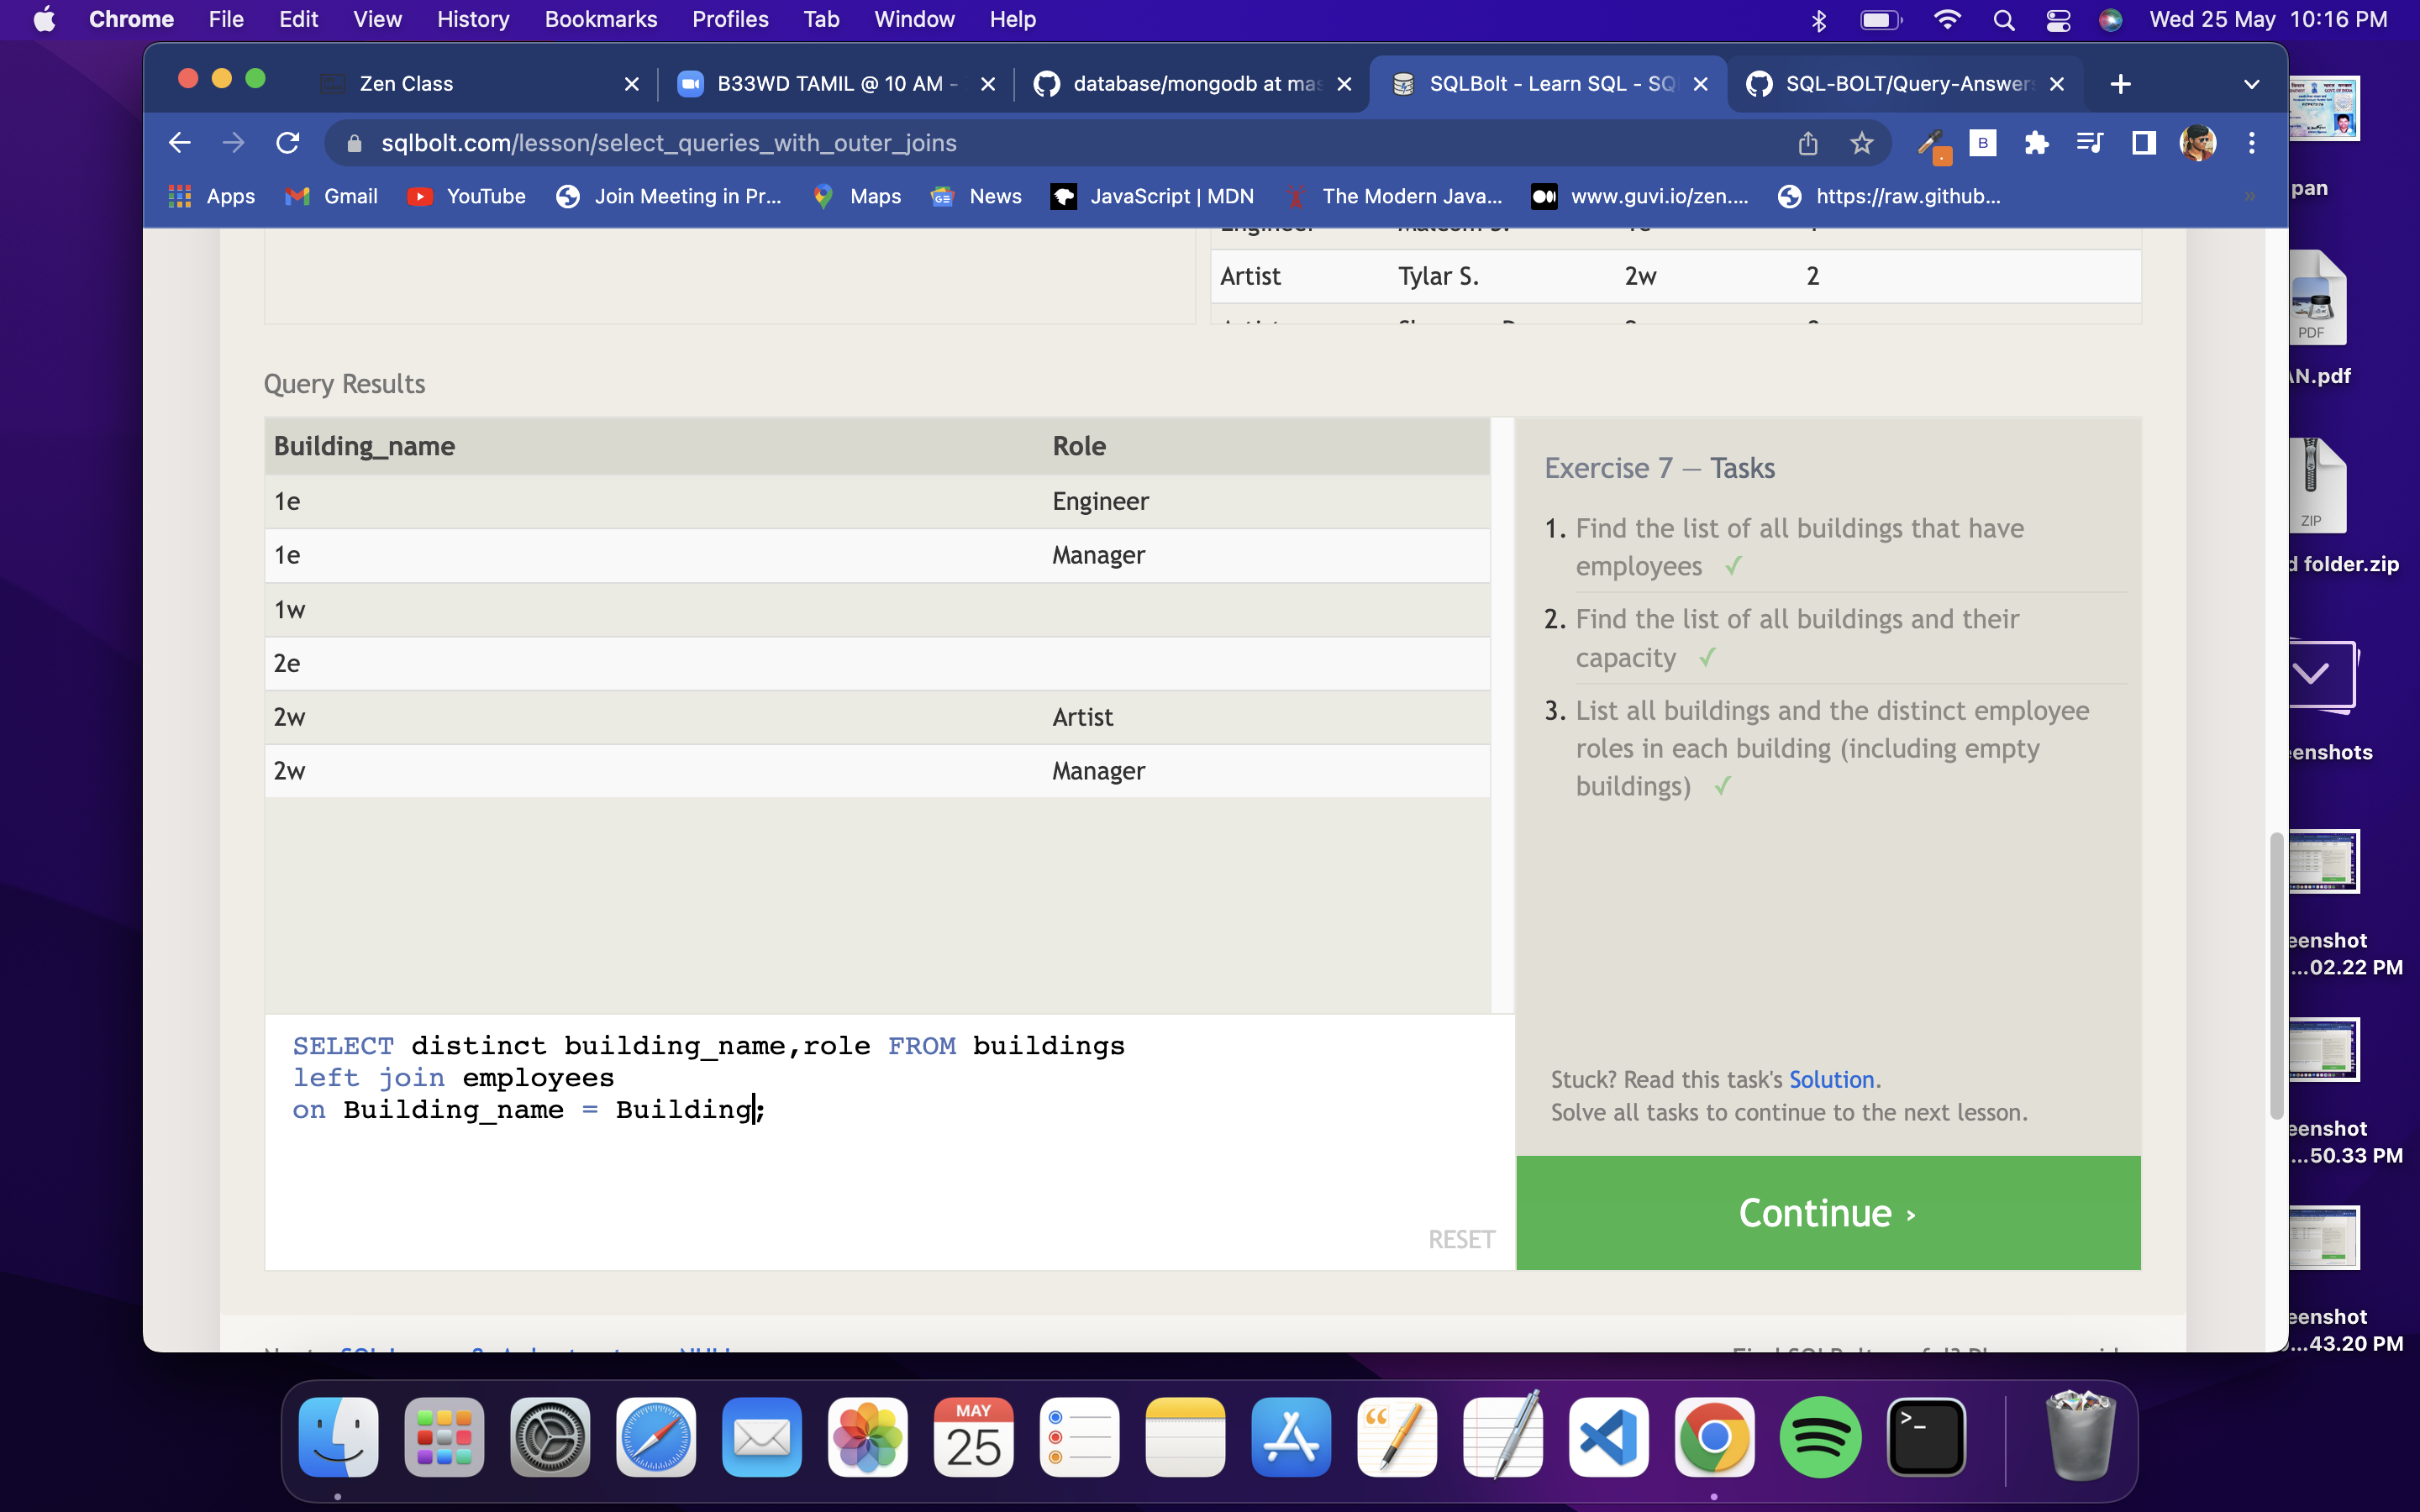 Chrome File Edit View History Bookmarks Profiles Tab Window Help Wed 25 May 10:16 PM
Zen Class B33WD TAMIL @ 10 AM - database/mongodb at mas SQLBolt - Learn SQL - SQ SQL-BOLT/Query-Answers
sqlbolt.com/lesson/select_queries_with_outer_joins
Apps Gmail YouTube Join Meeting in Pr... Maps News JavaScript | MDN The Modern Java... www.guvi.io/zen.... https://raw.github...
pan
Artist Tylar S. 2w 2
PDF
AN.pdf
Query Results
Building_name Role
1e Engineer
1e Manager
1w
2e
2w Artist
2w Manager
Exercise 7 — Tasks
1. Find the list of all buildings that have
employees ✓
2. Find the list of all buildings and their
capacity ✓
3. List all buildings and the distinct employee
roles in each building (including empty
buildings) ✓
ZIP
d folder.zip
eenshots
eenshot
...02.22 PM
eenshot
...50.33 PM
eenshot
...43.20 PM
SELECT distinct building_name,role FROM buildings
left join employees
on Building_name = Building;
RESET
Stuck? Read this task's Solution.
Solve all tasks to continue to the next lesson.
Continue ›
MAY
25